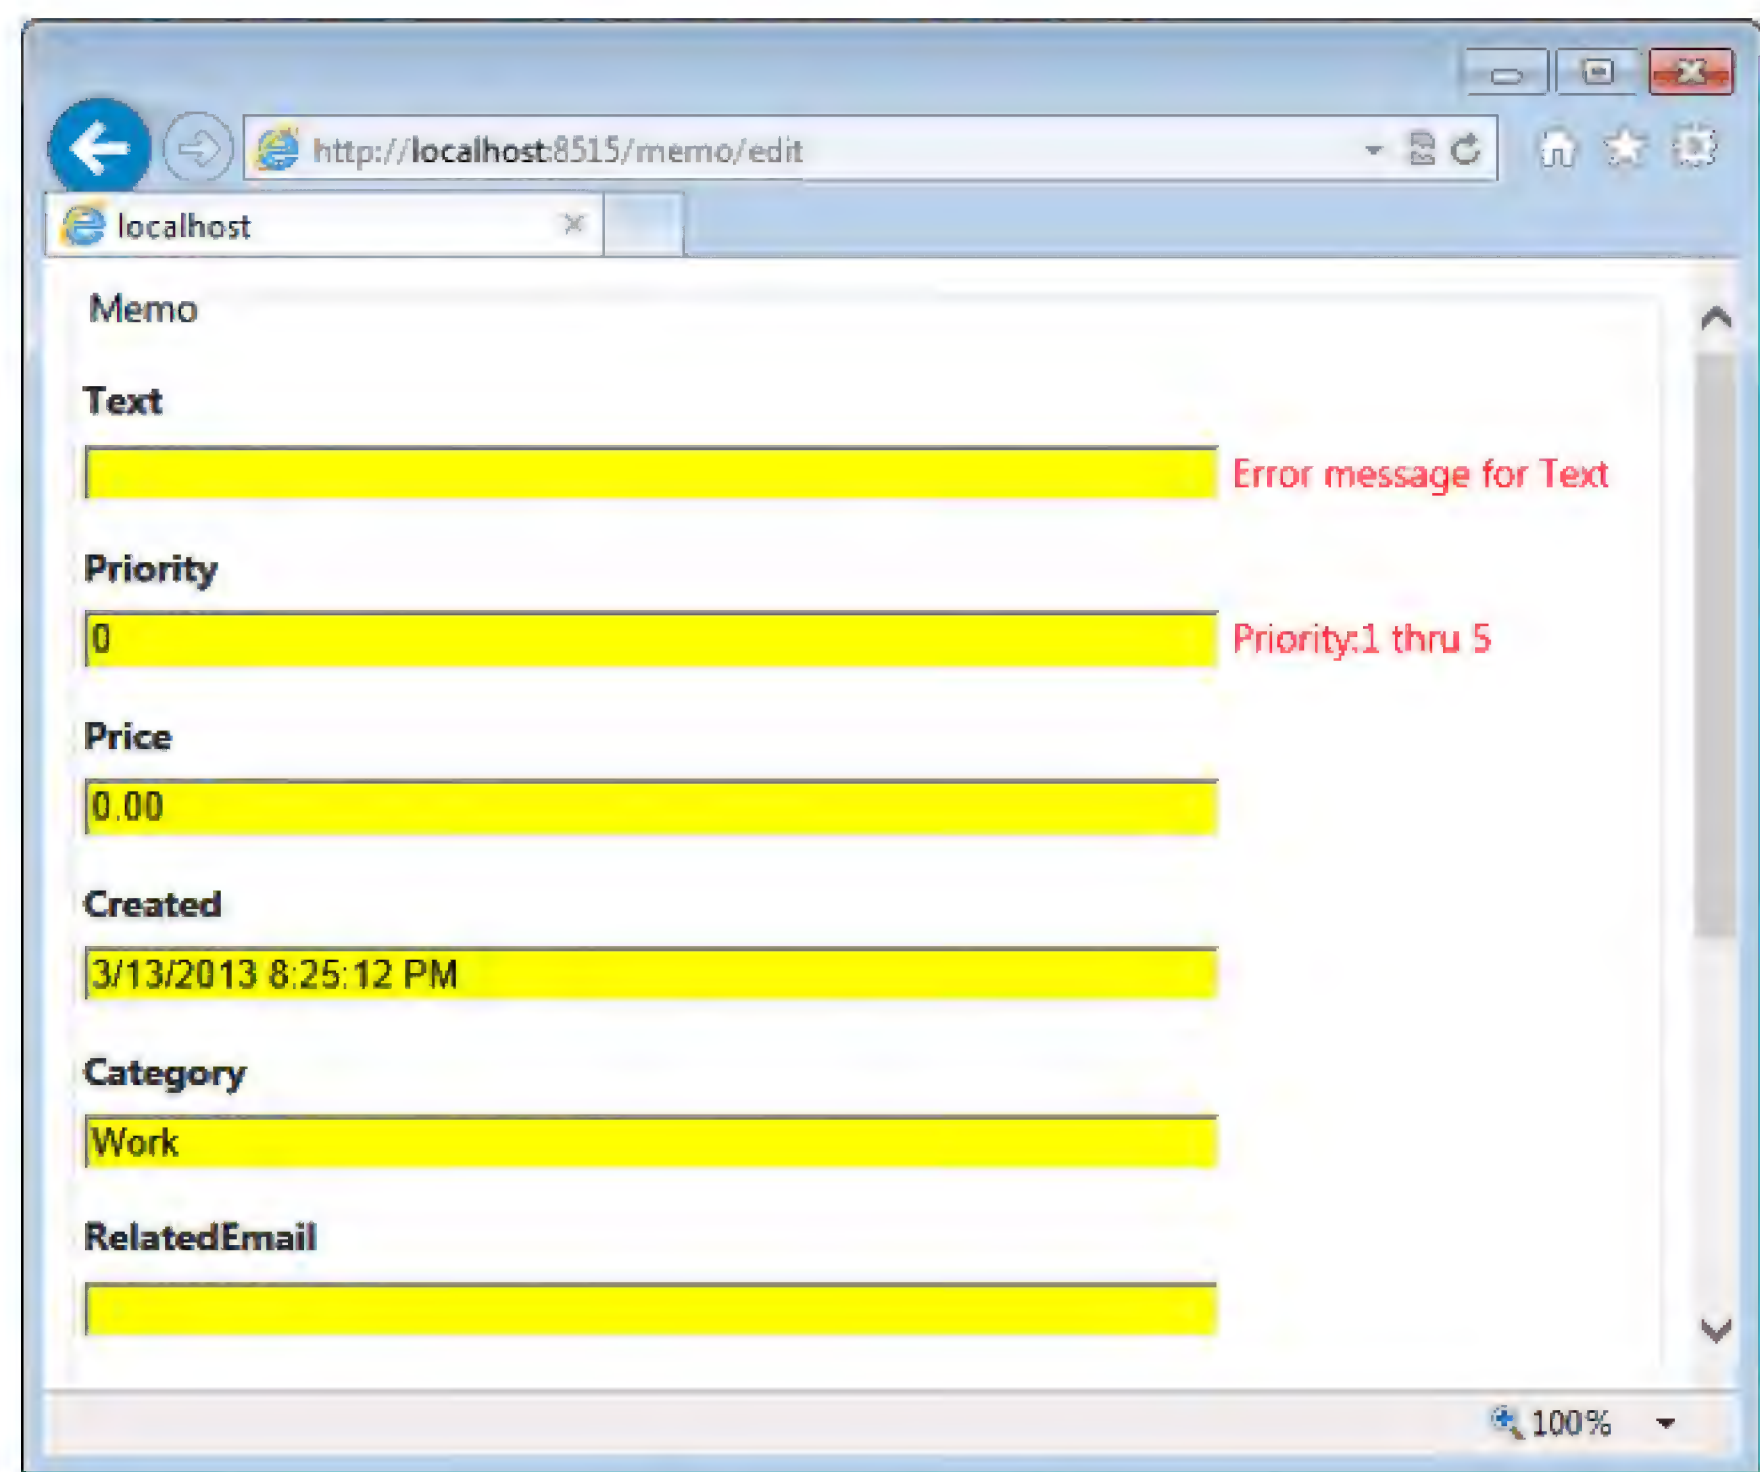 http://localhost:8515/memo/edit
localhost
Memo
Text
Error message for Text
Priority
0 Priority:1 thru 5
Price
0.00
Created
3/13/2013 8:25:12 PM
Category
Work
RelatedEmail
100%